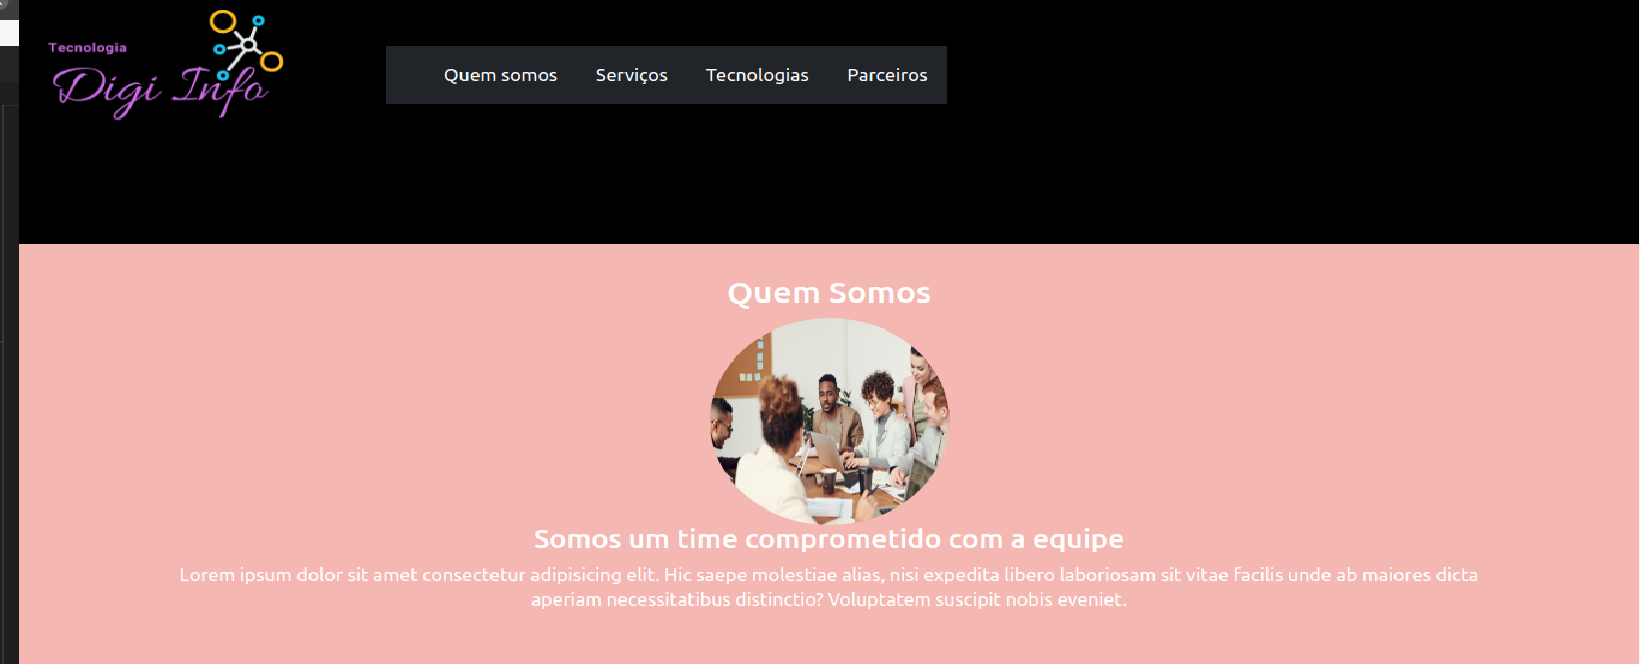 Tecnologia
Digi Info
Quem somos Serviços Tecnologias Parceiros
Quem Somos
Somos um time comprometido com a equipe
Lorem ipsum dolor sit amet consectetur adipisicing elit. Hic saepe molestiae alias, nisi expedita libero laboriosam sit vitae facilis unde ab maiores dicta
aperiam necessitatibus distinctio? Voluptatem suscipit nobis eveniet.